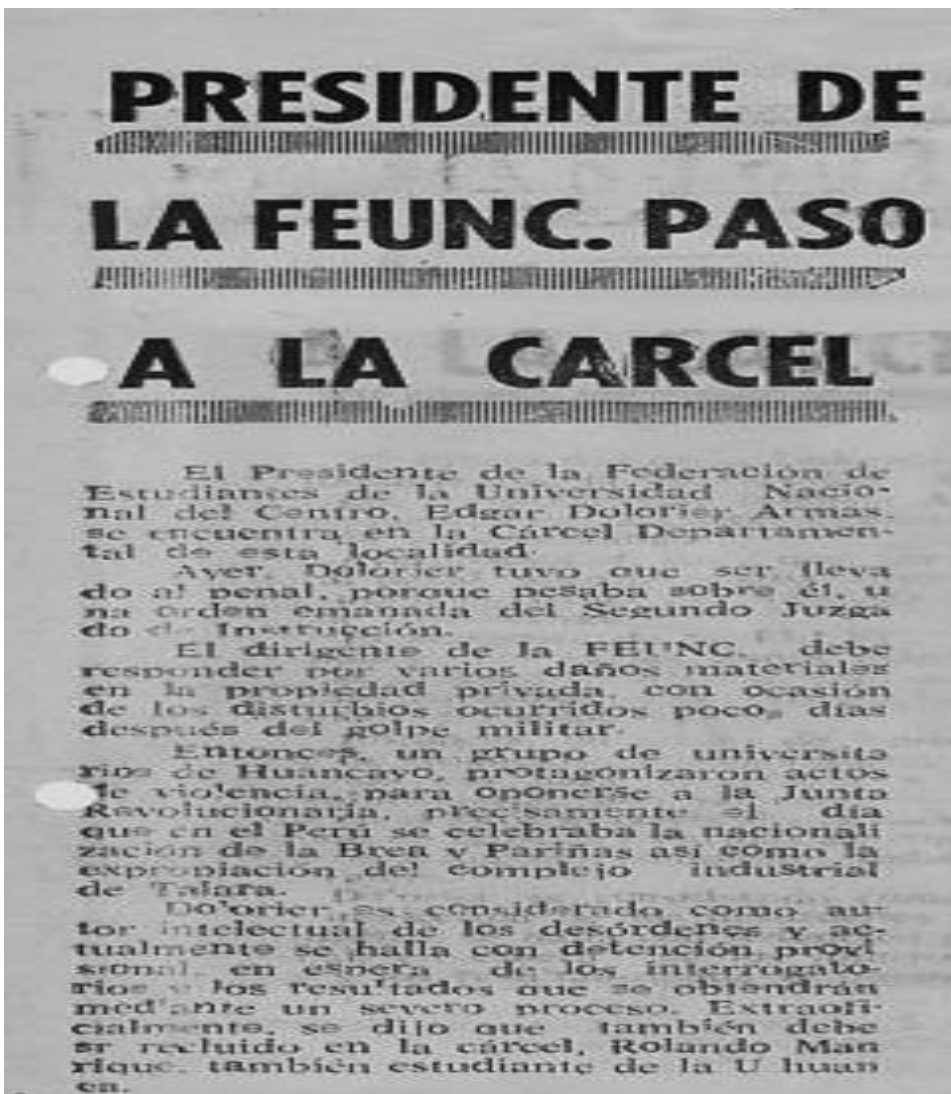 PRESIDENTE DE
LA FEUNC. PASO
A LA CARCEL
El Presidente de la Federación de
Estudiantes de la Universidad Nacio-
nal del Centro, Edgar Dolorier Armas,
se encuentra en la Cárcel Departamen-
tal de esta localidad.
Ayer, Dolorier tuvo que ser lleva
do al penal, porque pesaba sobre él, u
na orden emanada del Segundo Juzga
do de Instrucción.
El dirigente de la FEUNC. debe
responder por varios daños materiales
en la propiedad privada, con ocasión
de los disturbios ocurridos poco, días
después del golpe militar.
Entonces, un grupo de universita
rios de Huancayo, protagonizaron actos
de violencia, para oponerse a la Junta
Revolucionaria, precisamente el día
que en el Perú se celebraba la nacionali
zación de la Brea y Pariñas así como la
expropiación del complejo industrial
de Talara.
Do'orier es considerado como au-
tor intelectual de los desórdenes y ac-
tualmente se halla con detención provi
sional, en espera de los interrogato-
rios y los resultados que se obtendrán
med'ante un severo proceso. Extraofi-
cialmente, se dijo que también debe
sr recluido en la cárcel, Rolando Man
rique, también estudiante de la U huan
ca.